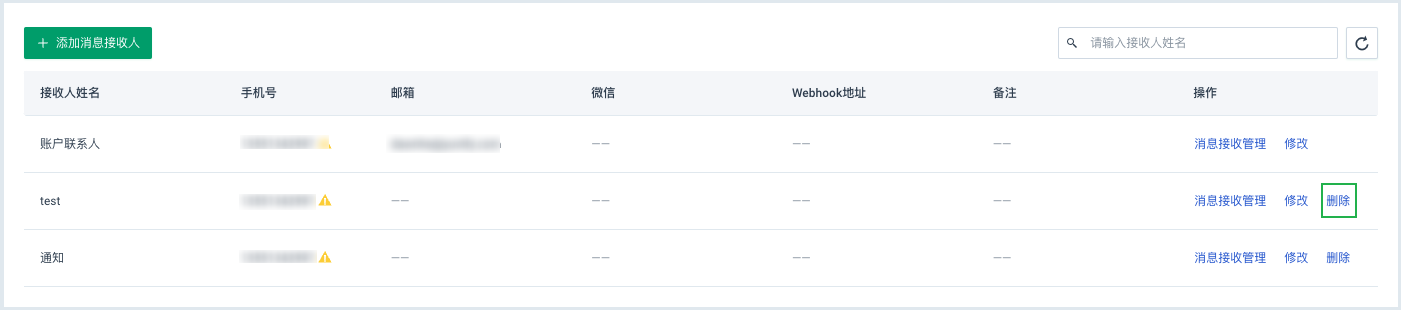 添加消息接收人
请输入接收人姓名
接收人姓名 手机号 邮箱 微信 Webhook地址 备注 操作
账户联系人 –– –– –– 消息接收管理 修改
test –– –– –– –– 消息接收管理 修改 删除
通知 –– –– –– –– 消息接收管理 修改 删除